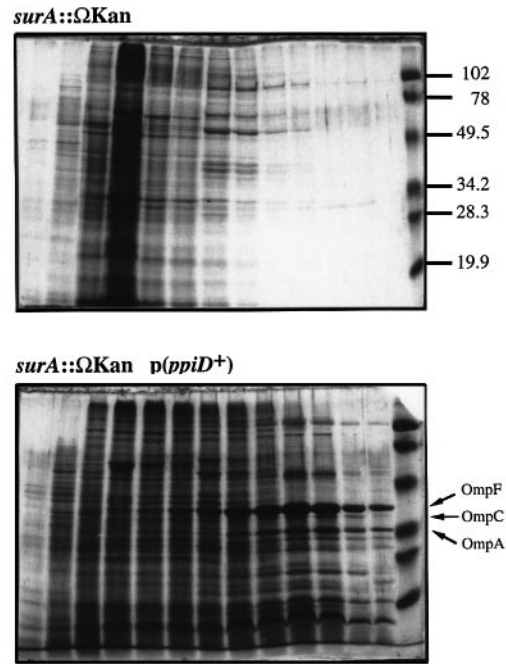 surA::ΩKan
102
78
49.5
34.2
28.3
19.9
surA::ΩKan p(ppiD+)
OmpF
OmpC
OmpA